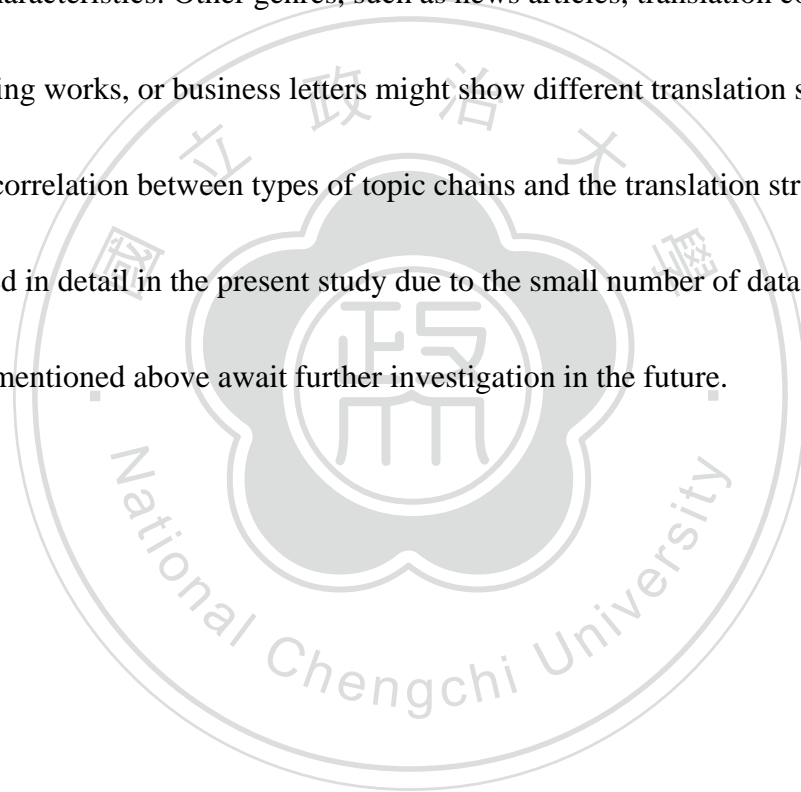 aracteristics. Other genres, such as news articles, translation co
ing works, or business letters might show different translation s
correlation between types of topic chains and the translation str
d in detail in the present study due to the small number of data
mentioned above await further investigation in the future.
國立政治大學
政
National Chengchi University